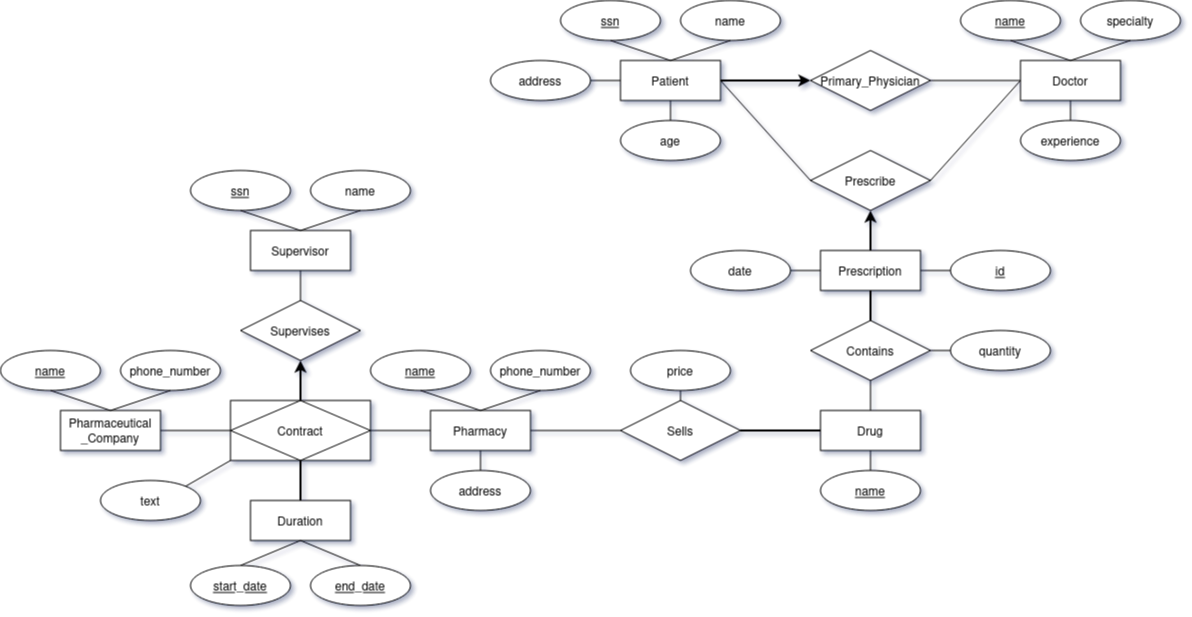 ssn
name
name
specialty
address
Patient
Primary_Physician
Doctor
age
experience
Prescribe
ssn
name
Supervisor
date
Prescription
id
Supervises
Contains
quantity
name
phone_number
name
phone_number
price
Pharmaceutical
_Company
Contract
Pharmacy
Sells
Drug
text
address
name
Duration
start_date
end_date